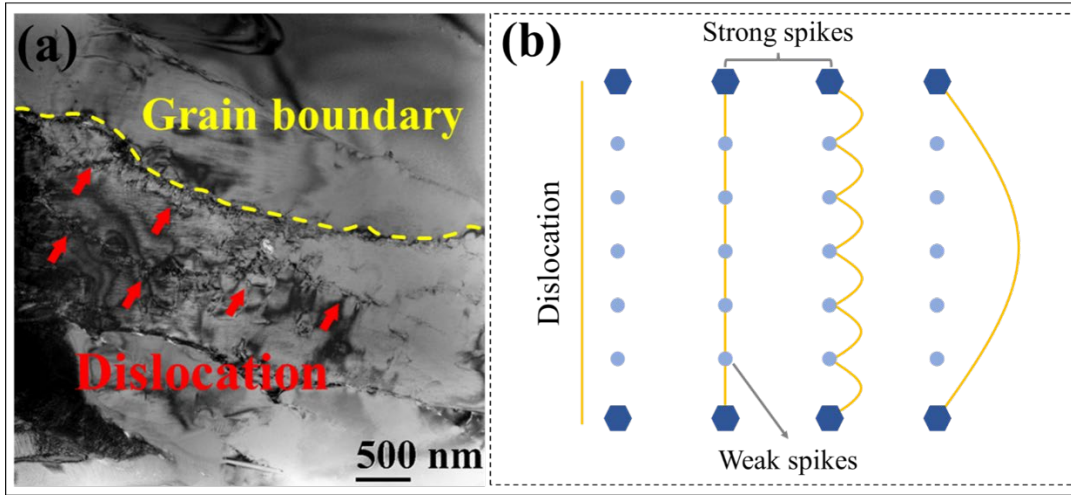 (a)
Grain boundary
Dislocation
500 nm
(b)
Strong spikes
Dislocation
Weak spikes